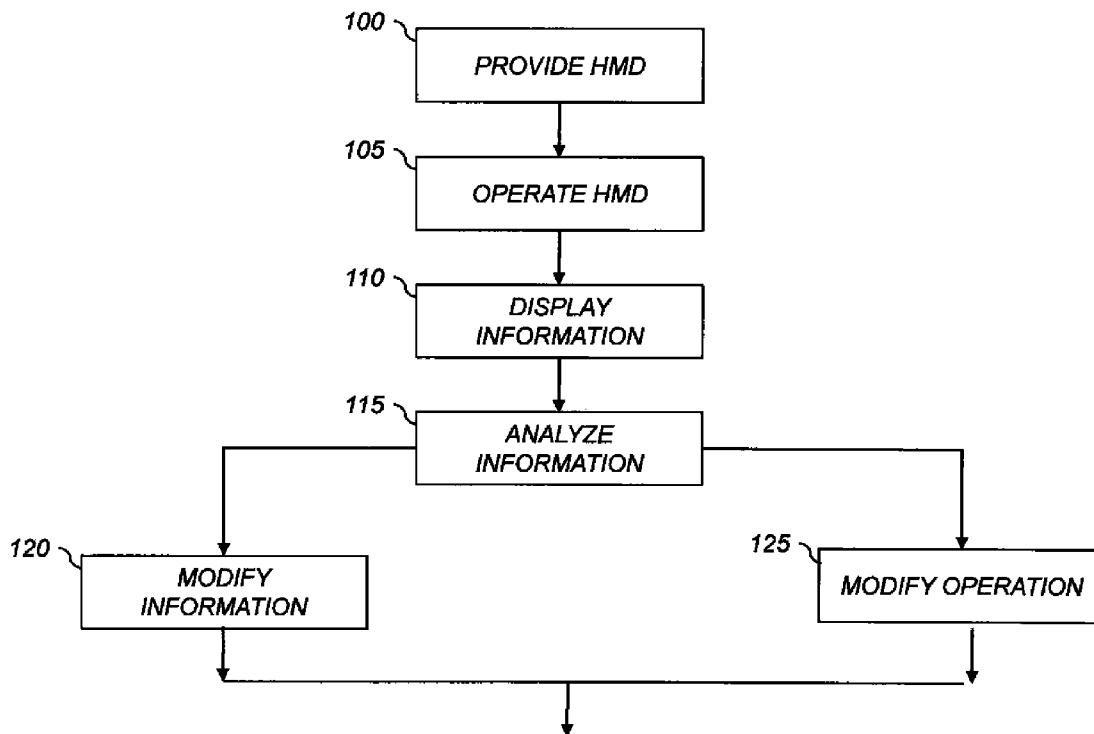 100
PROVIDE HMD
105
OPERATE HMD
110
DISPLAY
INFORMATION
115
ANALYZE
INFORMATION
120
MODIFY
INFORMATION
125
MODIFY OPERATION